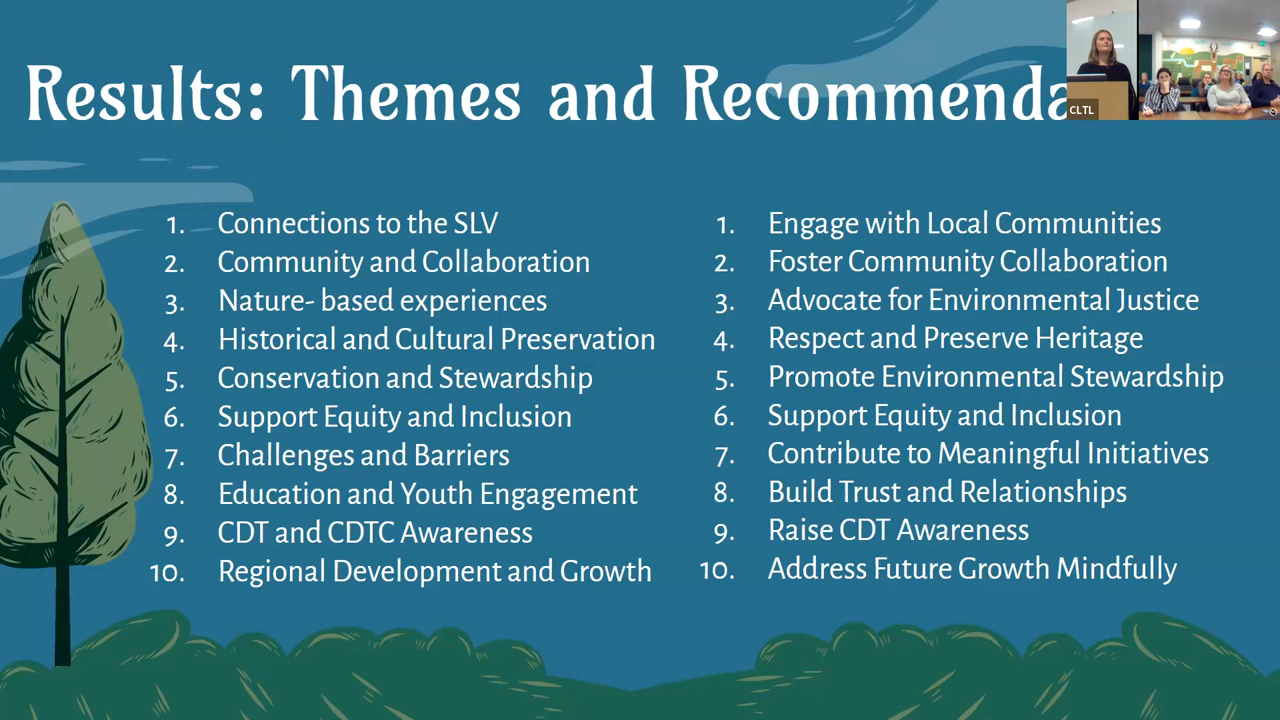 Results: Themes and Recommenda
CLTL
1. Connections to the SLV
2. Community and Collaboration
3. Nature- based experiences
4. Historical and Cultural Preservation
5. Conservation and Stewardship
6. Support Equity and Inclusion
7. Challenges and Barriers
8. Education and Youth Engagement
9. CDT and CDTC Awareness
10. Regional Development and Growth
1. Engage with Local Communities
2. Foster Community Collaboration
3. Advocate for Environmental Justice
4. Respect and Preserve Heritage
5. Promote Environmental Stewardship
6. Support Equity and Inclusion
7. Contribute to Meaningful Initiatives
8. Build Trust and Relationships
9. Raise CDT Awareness
10. Address Future Growth Mindfully